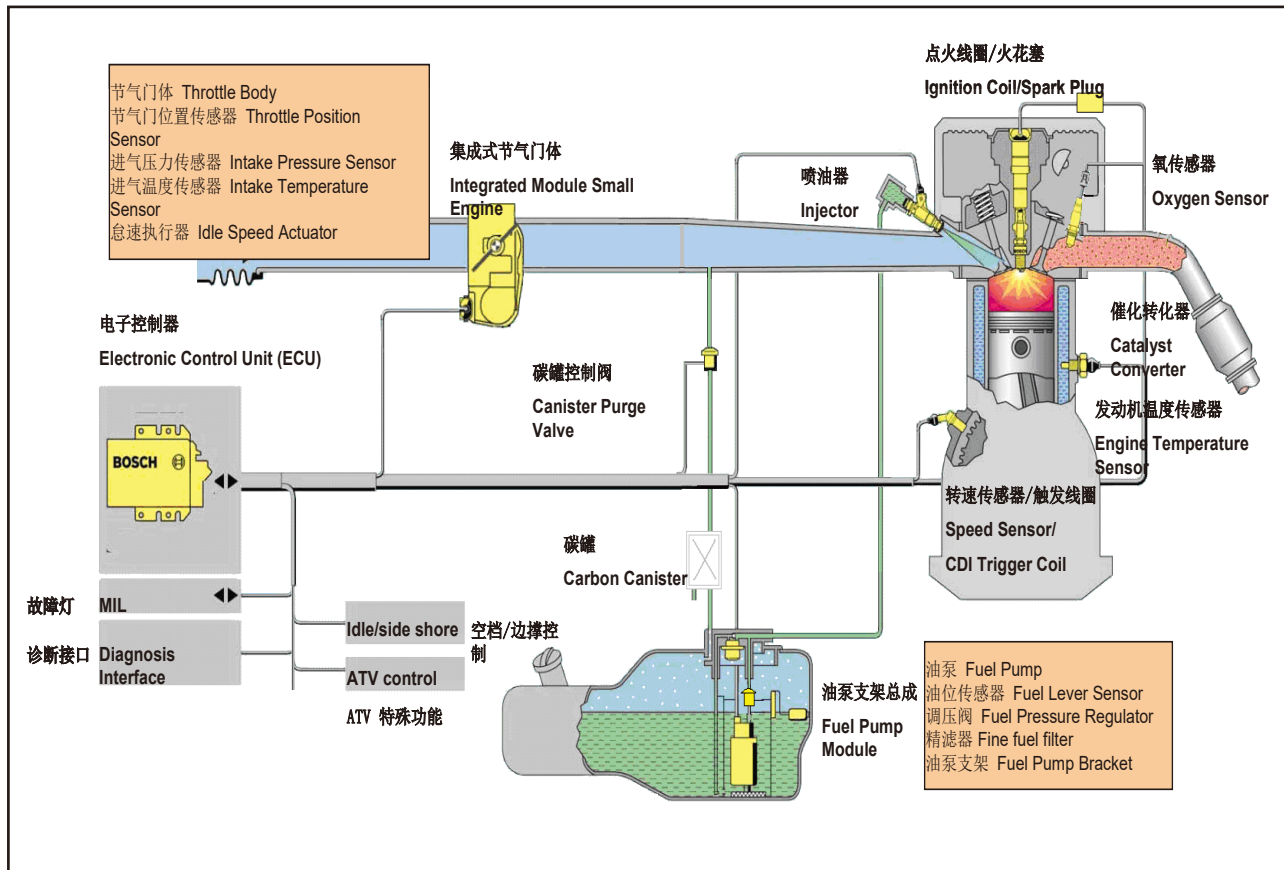 节气门体 Throttle Body
节气门位置传感器 Throttle Position
Sensor
进气压力传感器 Intake Pressure Sensor
进气温度传感器 Intake Temperature
Sensor
怠速执行器 Idle Speed Actuator
集成式节气门体
Integrated Module Small
Engine
点火线圈/火花塞
Ignition Coil/Spark Plug
喷油器
Injector
氧传感器
Oxygen Sensor
电子控制器
Electronic Control Unit (ECU)
BOSCH
碳罐控制阀
Canister Purge
Valve
催化转化器
Catalyst
Converter
发动机温度传感器
Engine Temperature
Sensor
转速传感器/触发线圈
Speed Sensor/
CDI Trigger Coil
碳罐
Carbon Canister
故障灯 MIL
诊断接口 Diagnosis
Interface
Idle/side shore 空档/边撑控
制
ATV control
ATV 特殊功能
油泵支架总成
Fuel Pump
Module
油泵 Fuel Pump
油位传感器 Fuel Lever Sensor
调压阀 Fuel Pressure Regulator
精滤器 Fine fuel filter
油泵支架 Fuel Pump Bracket